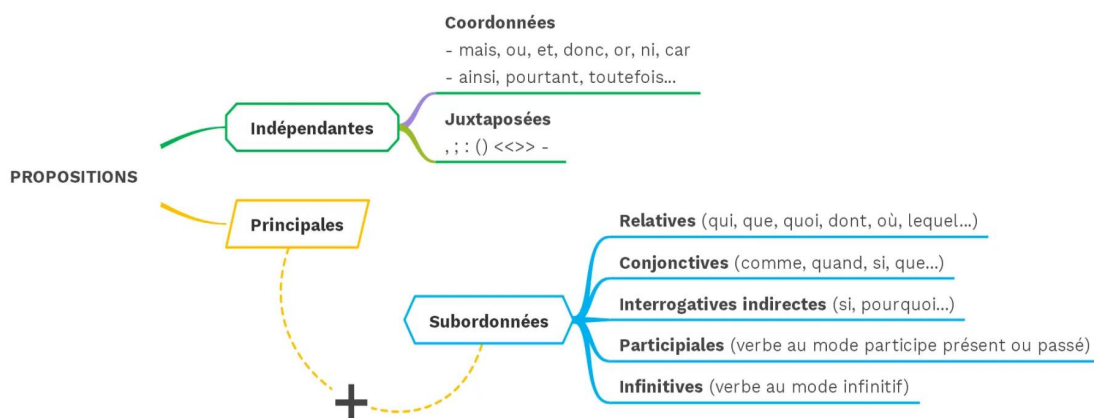 PROPOSITIONS
Indépendantes
Coordonnées
- mais, ou, et, donc, or, ni, car
- ainsi, pourtant, toutefois...
Juxtaposées
, ; : () <<>> -
Principales
+
Subordonnées
Relatives (qui, que, quoi, dont, où, lequel...)
Conjonctives (comme, quand, si, que...)
Interrogatives indirectes (si, pourquoi...)
Participiales (verbe au mode participe présent ou passé)
Infinitives (verbe au mode infinitif)